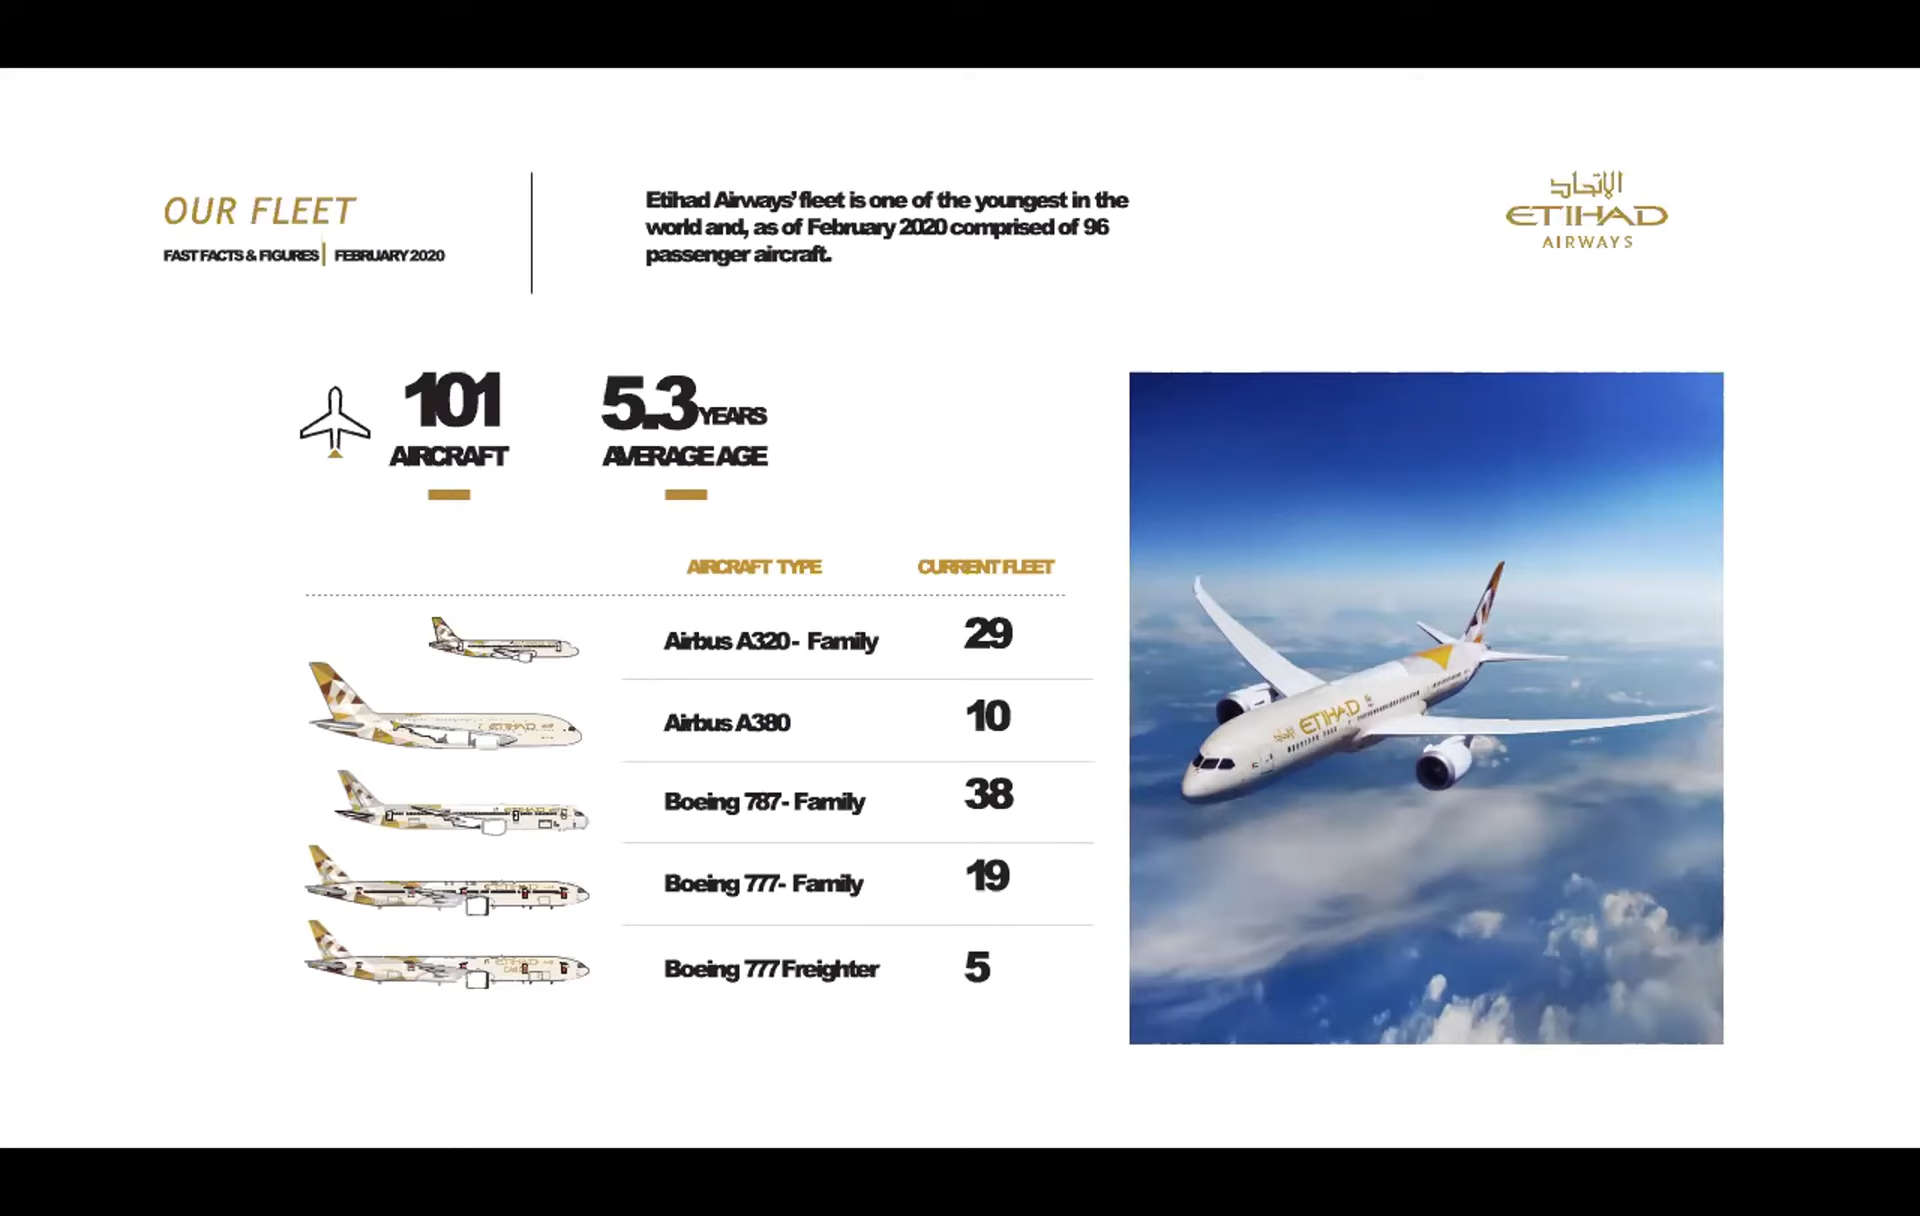 OUR FLEET
FAST FACTS & FIGURES | FEBRUARY 2020
Etihad Airways' fleet is one of the youngest in the
world and, as of February 2020 comprised of 96
passenger aircraft.
الإتحاد
ETIHAD
AIRWAYS
101
AIRCRAFT
5.3 YEARS
AVERAGE AGE
AIRCRAFT TYPE CURRENT FLEET
Airbus A320 - Family 29
Airbus A380 10
Boeing 787 - Family 38
Boeing 777 - Family 19
Boeing 777 Freighter 5
ETIHAD
الإتحاد